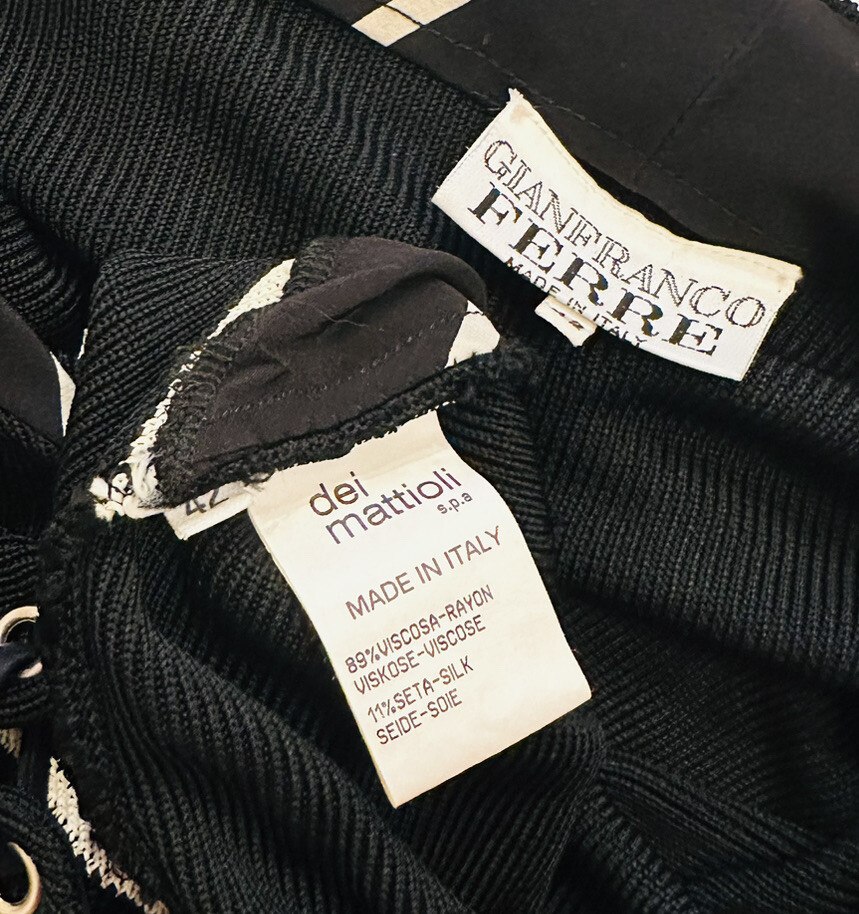 GIANFRANCO
FERRE
MADE IN ITALY
42
dei
mattioli
s.p.a
MADE IN ITALY
89%VISCOSA-RAYON
VISKOSE-VISCOSE
11%SETA-SILK
SEIDE-SOIE